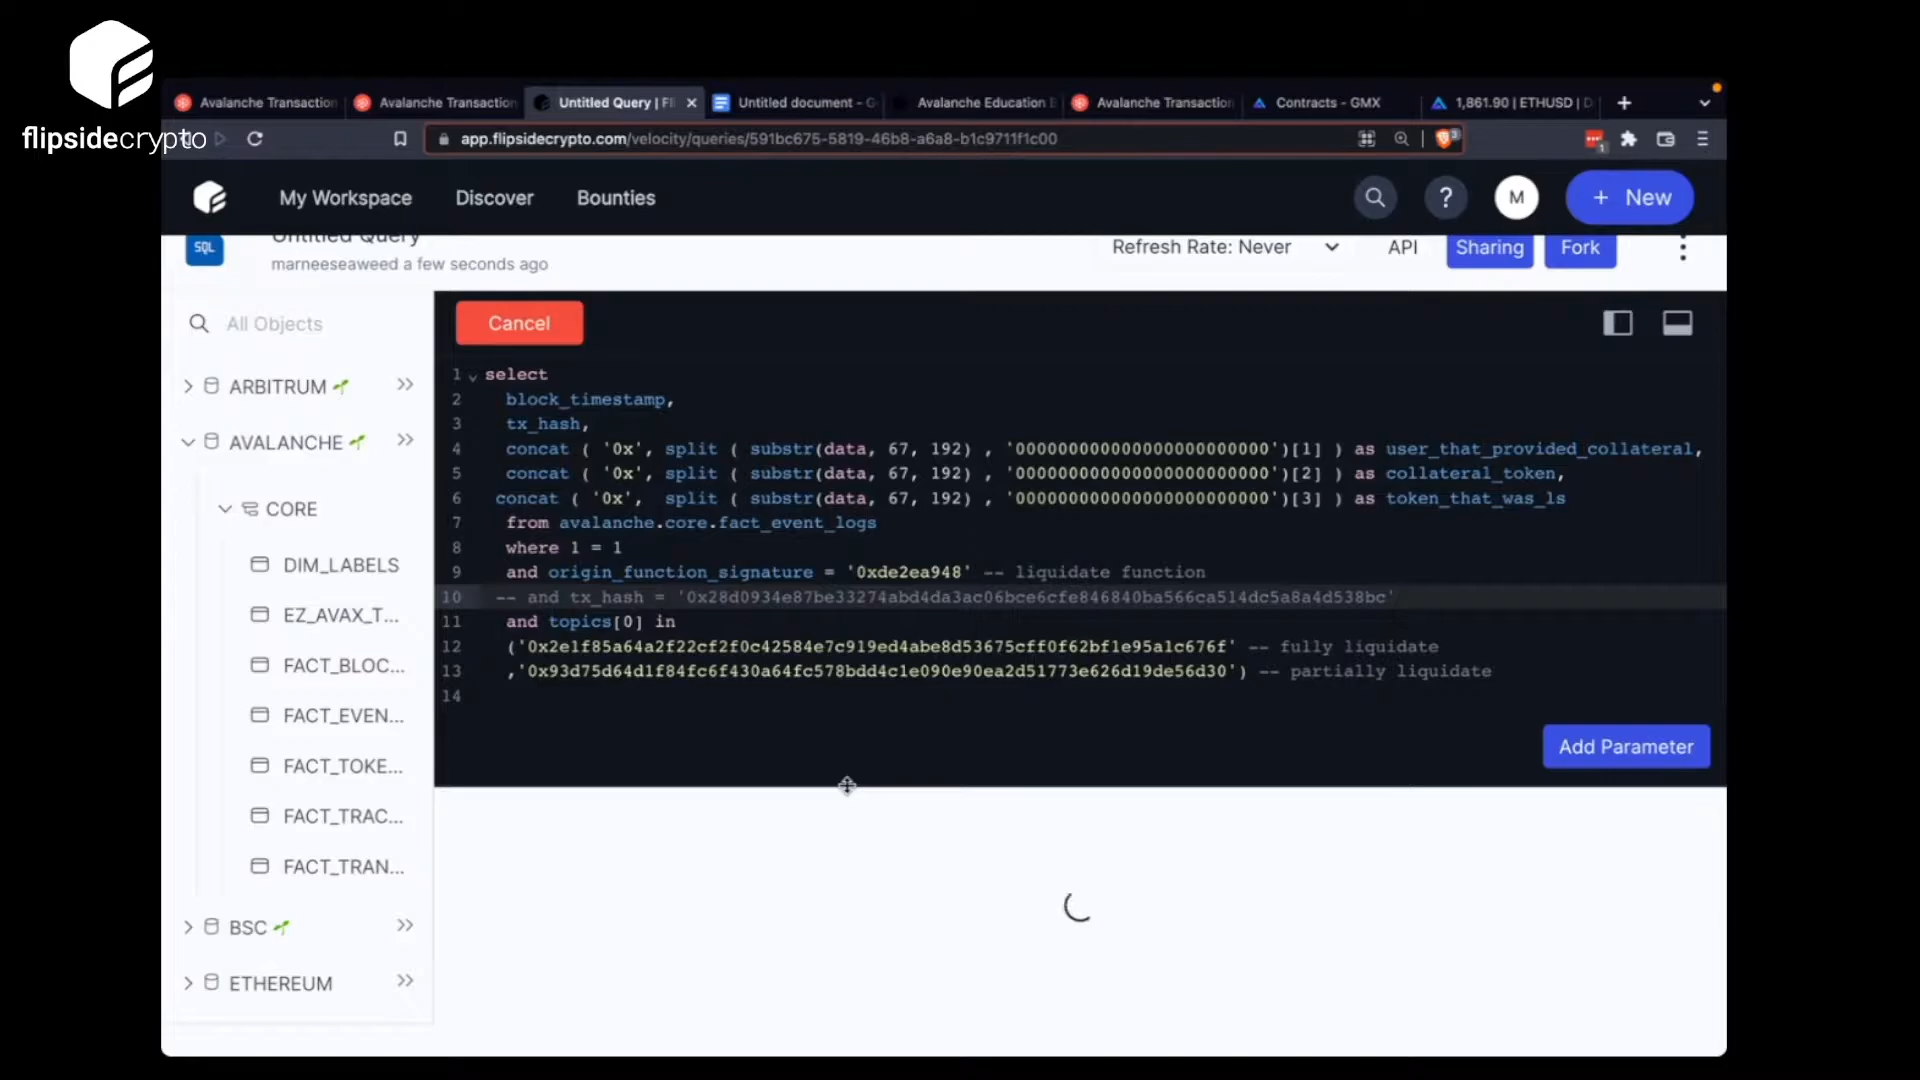 flipsidecrypto
Avalanche Transaction
Avalanche Transaction
Untitled Query | Fl
Untitled document - G
Avalanche Education E
Avalanche Transaction
Contracts - GMX
1,861.90 | ETHUSD | D
app.flipsidecrypto.com/velocity/queries/591bc675-5819-46b8-a6a8-b1c9711f1c00
My Workspace
Discover
Bounties
?
M
+ New
SQL
Untitled Query
marneeseaweed a few seconds ago
Refresh Rate: Never
API
Sharing
Fork
All Objects
ARBITRUM
AVALANCHE
CORE
DIM_LABELS
EZ_AVAX_T...
FACT_BLOC...
FACT_EVEN...
FACT_TOKE...
FACT_TRAC...
FACT_TRAN...
BSC
ETHEREUM
Cancel
1 select
2 block_timestamp,
3 tx_hash,
4 concat ( '0x', split ( substr(data, 67, 192) , '000000000000000000000000')[1] ) as user_that_provided_collateral,
5 concat ( '0x', split ( substr(data, 67, 192) , '000000000000000000000000')[2] ) as collateral_token,
6 concat ( '0x', split ( substr(data, 67, 192) , '000000000000000000000000')[3] ) as token_that_was_ls
7 from avalanche.core.fact_event_logs
8 where 1 = 1
9 and origin_function_signature = '0xde2ea948' -- liquidate function
10 -- and tx_hash = '0x28d0934e87be33274abd4da3ac06bce6cfe846840ba566ca514dc5a8a4d538bc'
11 and topics[0] in
12 ('0x2e1f85a64a2f22cf2f0c42584e7c919ed4abe8d53675cff0f62bf1e95a1c676f' -- fully liquidate
13 ,'0x93d75d64d1f84fc6f430a64fc578bdd4c1e090e90ea2d51773e626d19de56d30') -- partially liquidate
14
Add Parameter